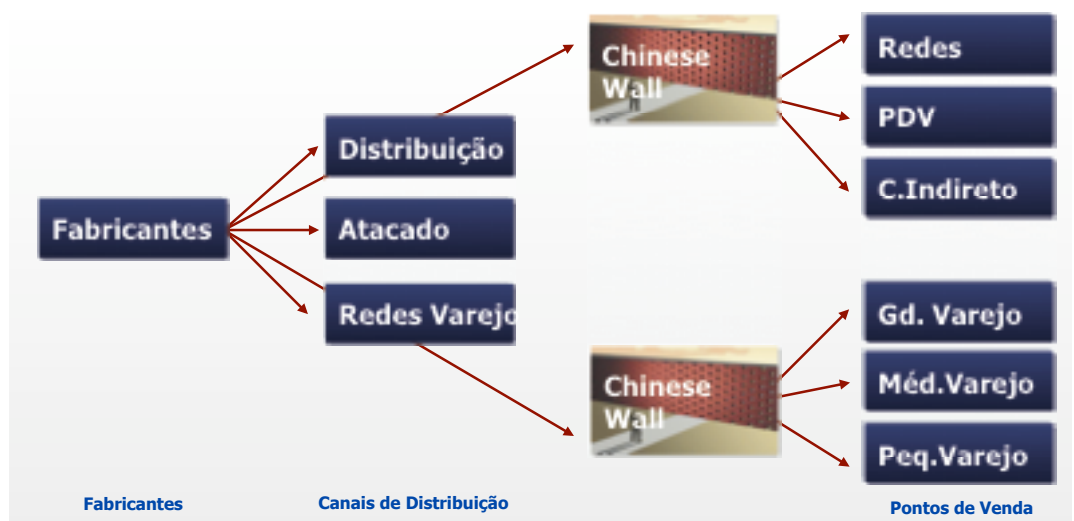 Chinese
Wall
Redes
PDV
C.Indireto
Distribuição
Fabricantes
Atacado
Redes Varejo
Chinese
Wall
Gd. Varejo
Méd.Varejo
Peq.Varejo
Fabricantes
Canais de Distribuição
Pontos de Venda